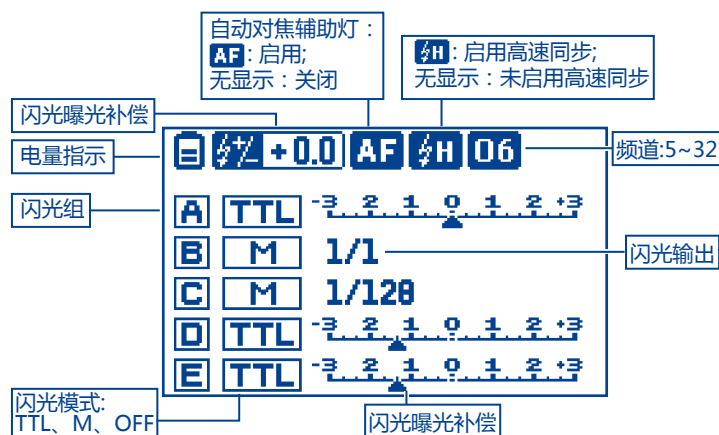 自动对焦辅助灯：
AF：启用;
无显示：关闭
H：启用高速同步;
无显示：未启用高速同步
闪光曝光补偿
电量指示
+0.0 AF H 06
频道:5~32
闪光组
A TTL -3 2 1 0 1 2 +3
B M 1/1
闪光输出
C M 1/128
D TTL -3 2 1 0 1 2 +3
E TTL -3 2 1 0 1 2 +3
闪光模式:
TTL、M、OFF
闪光曝光补偿